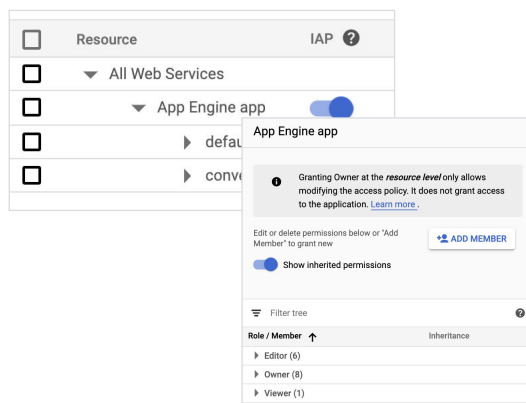 Resource IAP
All Web Services
App Engine app
defau
conve
App Engine app
Granting Owner at the resource level only allows
modifying the access policy. It does not grant access
to the application. Learn more .
Edit or delete permissions below or "Add
Member" to grant new
ADD MEMBER
Show inherited permissions
Filter tree
Role / Member Inheritance
Editor (6)
Owner (8)
Viewer (1)